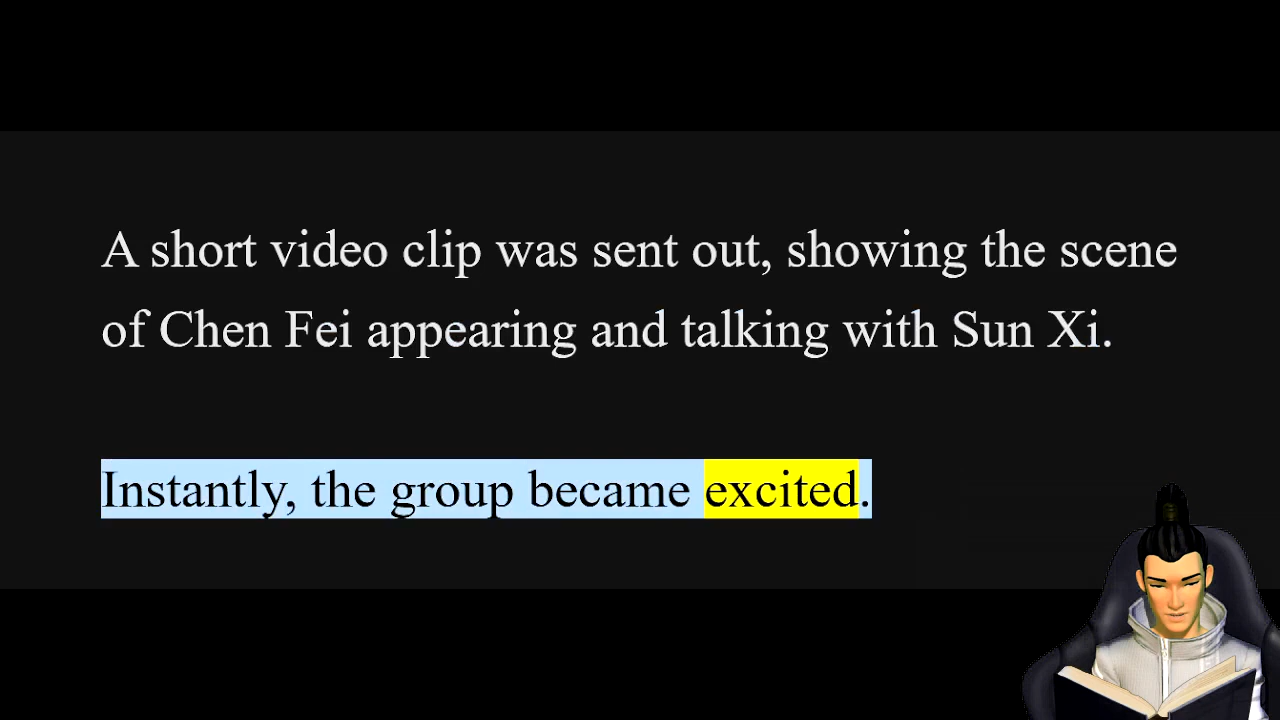 A short video clip was sent out, showing the scene
of Chen Fei appearing and talking with Sun Xi.
Instantly, the group became excited.